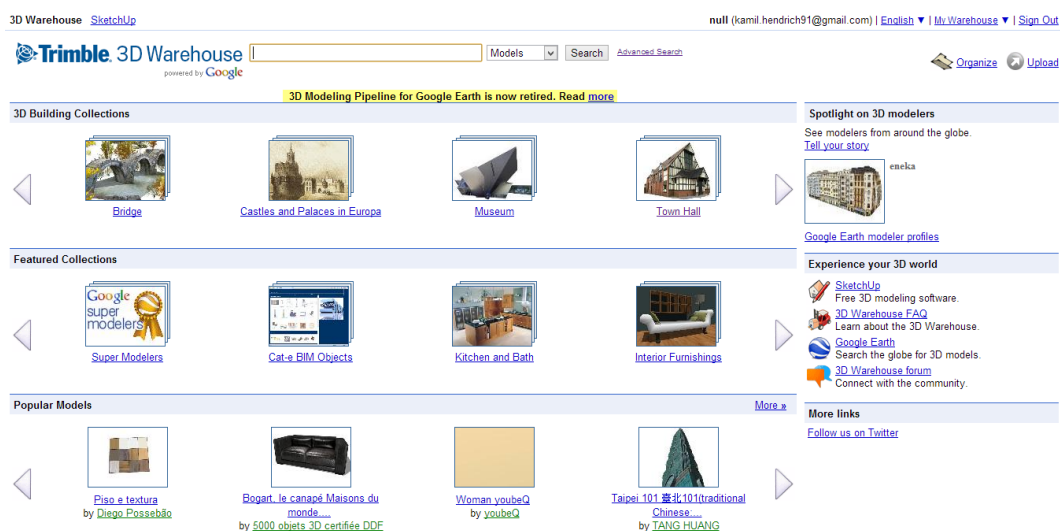 3D Warehouse SketchUp
null (kamil.hendrich91@gmail.com) | English ▼ | My Warehouse ▼ | Sign Out
Trimble. 3D Warehouse
powered by Google
Models
Search
Advanced Search
Organize
Upload
3D Modeling Pipeline for Google Earth is now retired. Read more
3D Building Collections
Bridge
Castles and Palaces in Europa
Museum
Town Hall
Featured Collections
Google
super
modelers
Super Modelers
Cat-e BIM Objects
Kitchen and Bath
Interior Furnishings
Popular Models
More »
Piso e textura
by Diego Possebão
Bogart, le canapé Maisons du
monde....
by 5000 objets 3D certifiée DDF
Woman youbeQ
by youbeQ
Taipei 101 臺北101(traditional
Chinese:...
by TANG HUANG
Spotlight on 3D modelers
See modelers from around the globe.
Tell your story
eneka
Google Earth modeler profiles
Experience your 3D world
SketchUp
Free 3D modeling software.
3D Warehouse FAQ
Learn about the 3D Warehouse.
Google Earth
Search the globe for 3D models.
3D Warehouse forum
Connect with the community.
More links
Follow us on Twitter